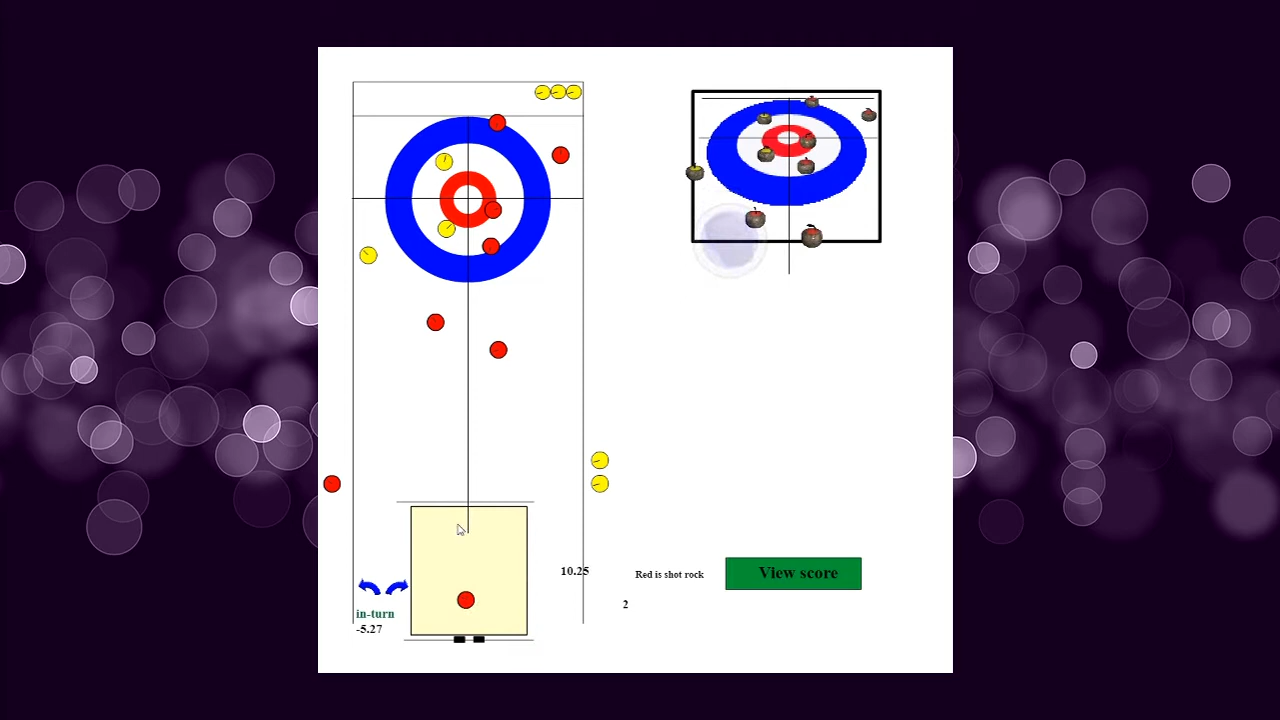 10.25
Red is shot rock
View score
2
in-turn
-5.27